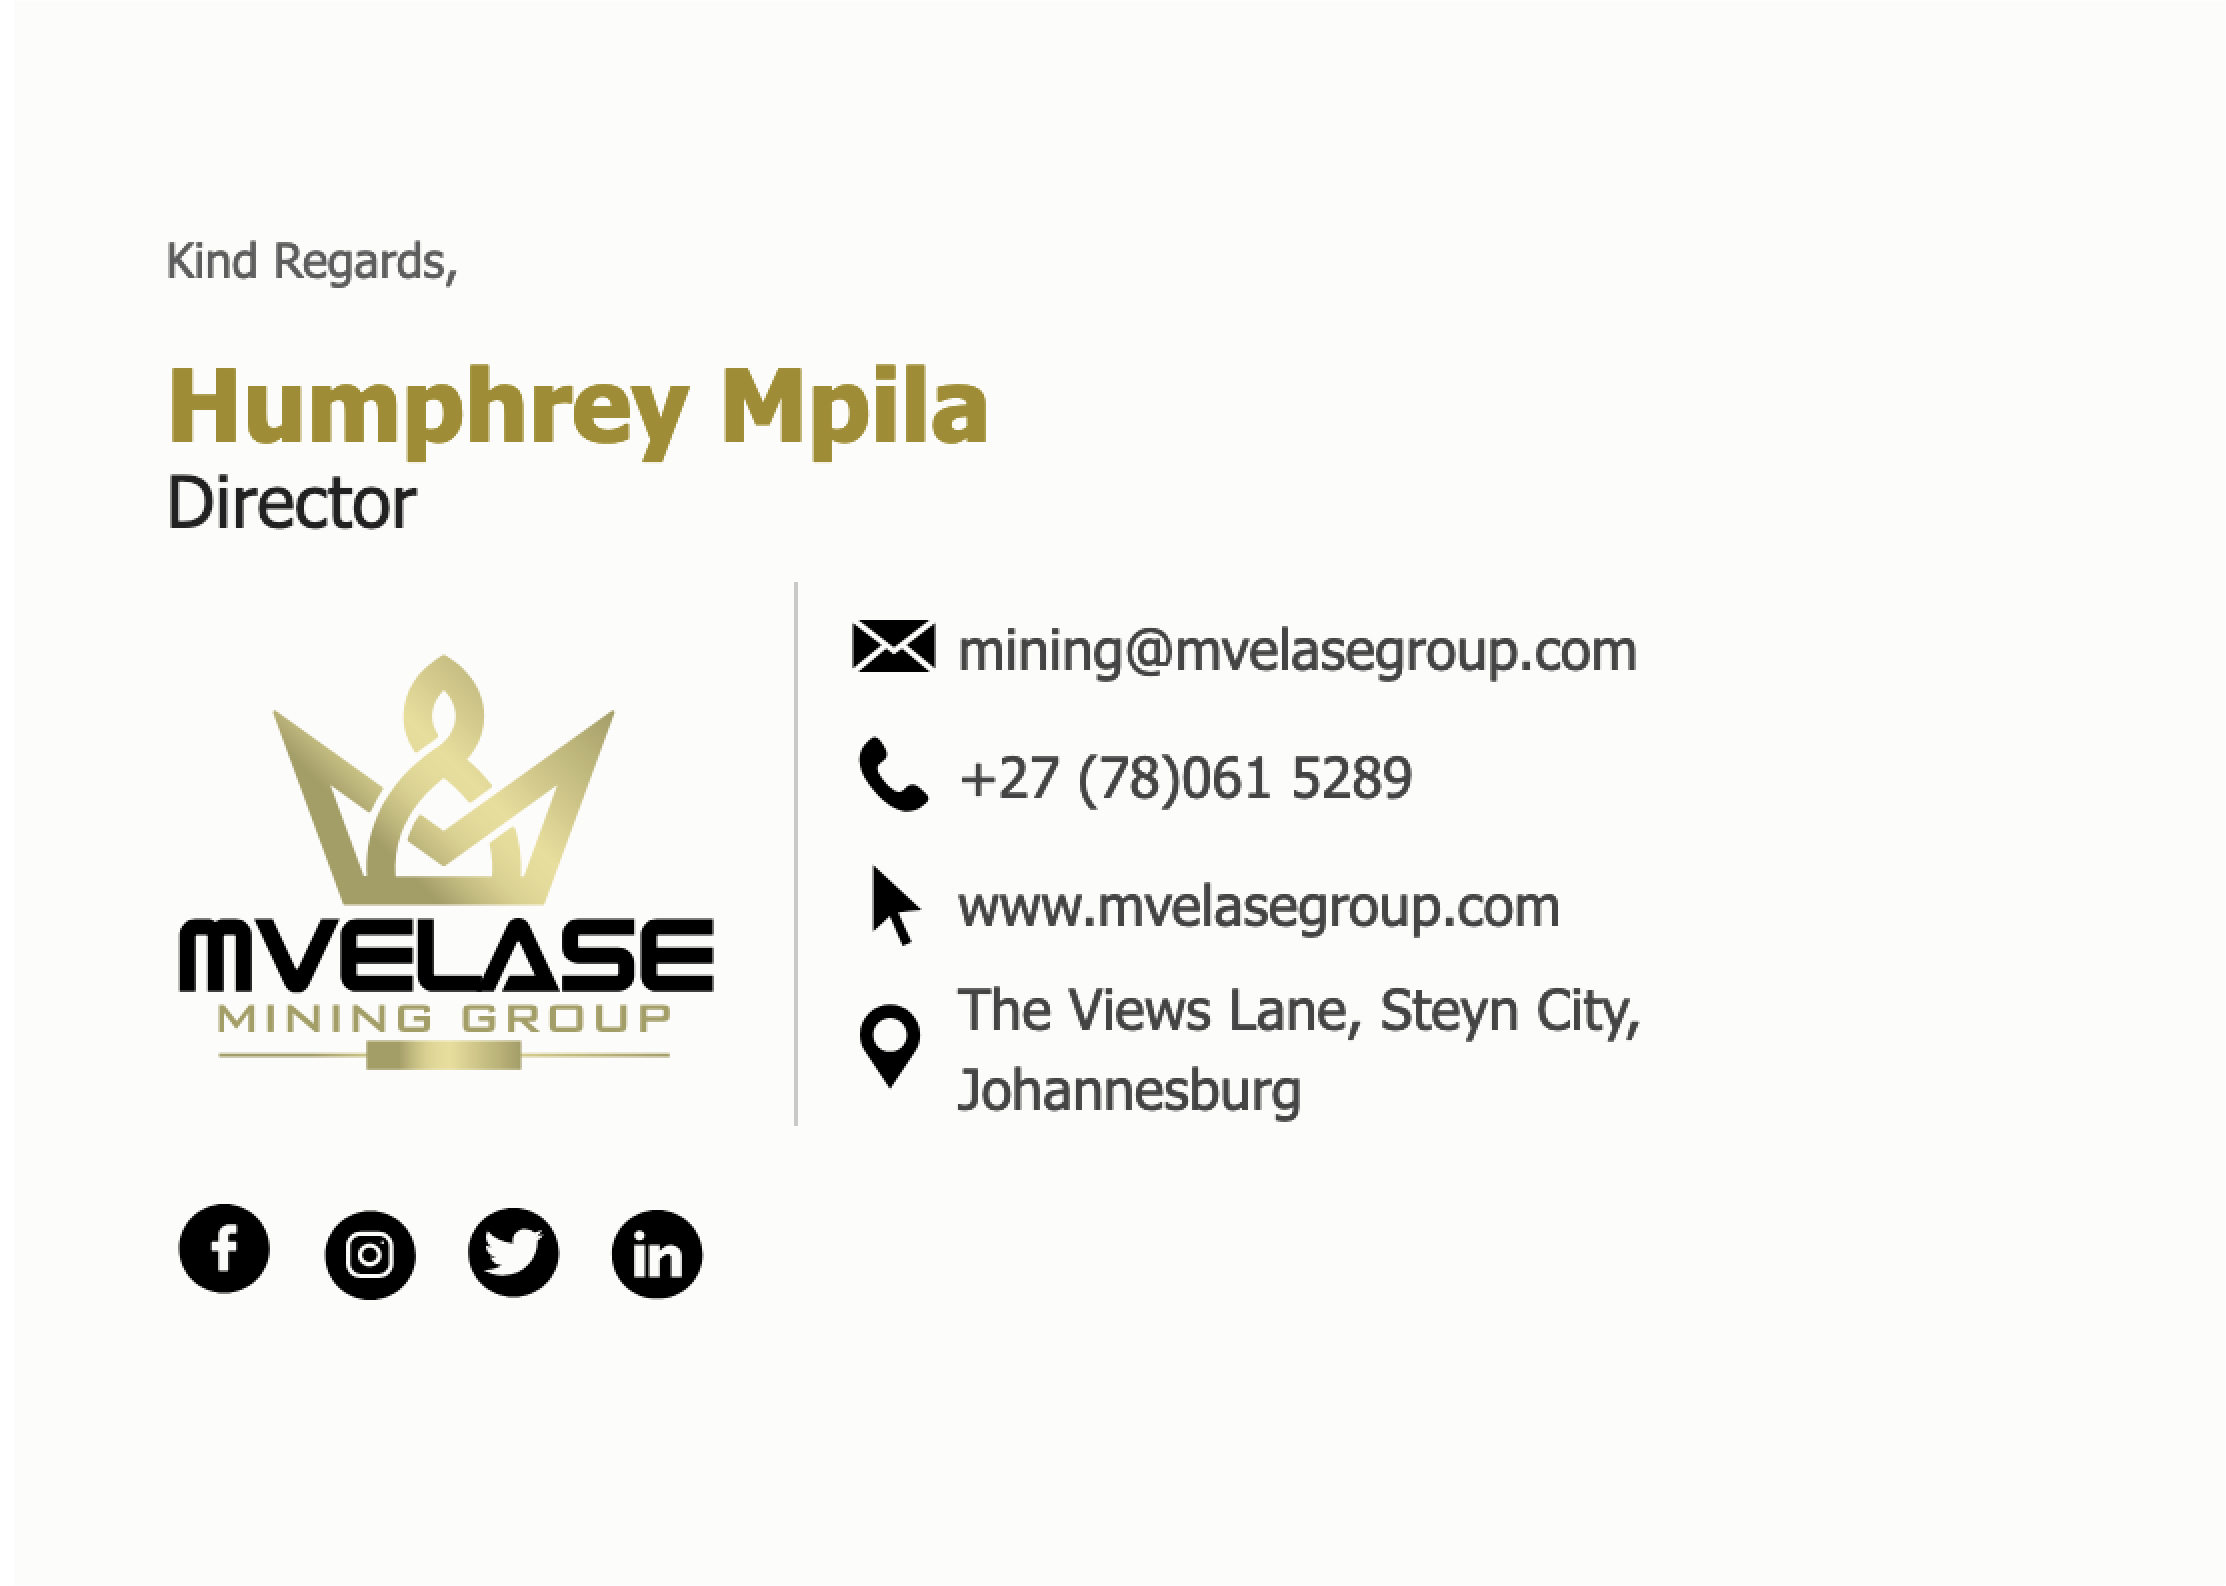 Kind Regards,
Humphrey Mpila
Director
MVELASE
MINING GROUP
mining@mvelasegroup.com
+27 (78)061 5289
www.mvelasegroup.com
The Views Lane, Steyn City,
Johannesburg
f
in